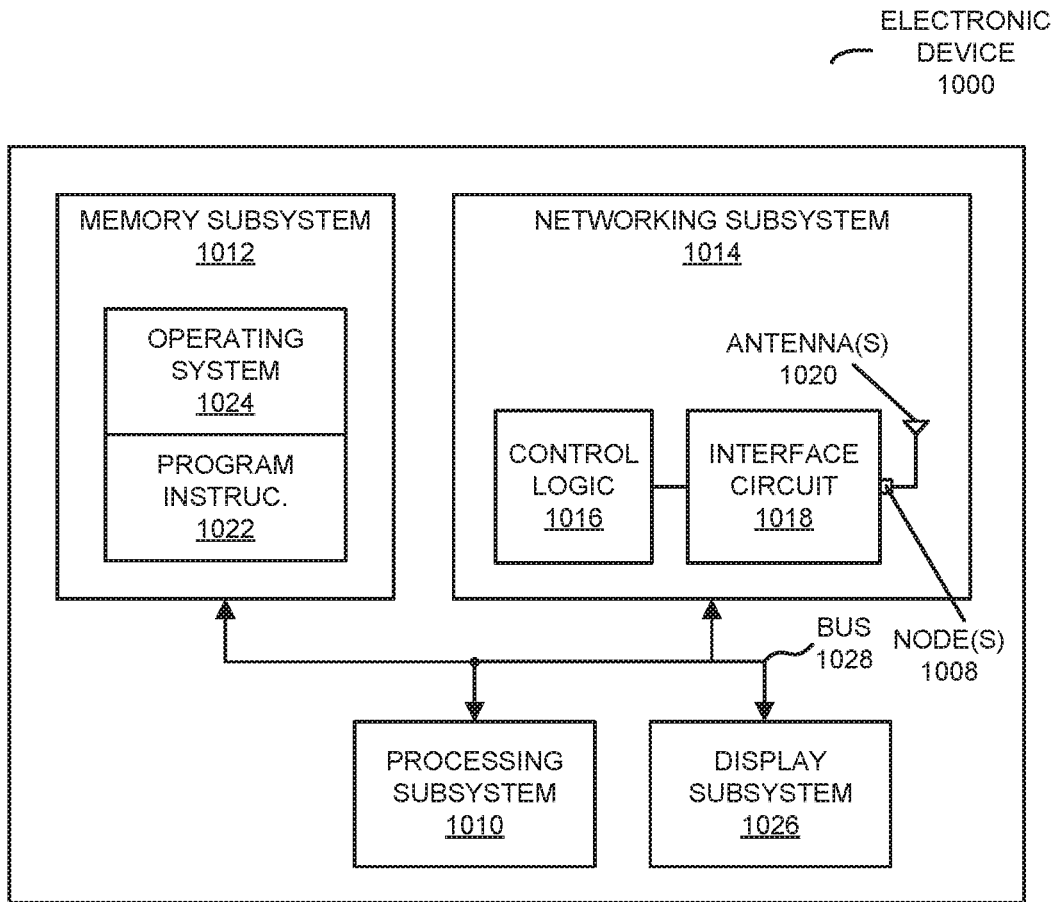 ELECTRONIC
DEVICE
1000
MEMORY SUBSYSTEM
1012
OPERATING
SYSTEM
1024
PROGRAM
INSTRUC.
1022
NETWORKING SUBSYSTEM
1014
ANTENNA(S)
1020
CONTROL
LOGIC
1016
INTERFACE
CIRCUIT
1018
BUS
1028
NODE(S)
1008
PROCESSING
SUBSYSTEM
1010
DISPLAY
SUBSYSTEM
1026